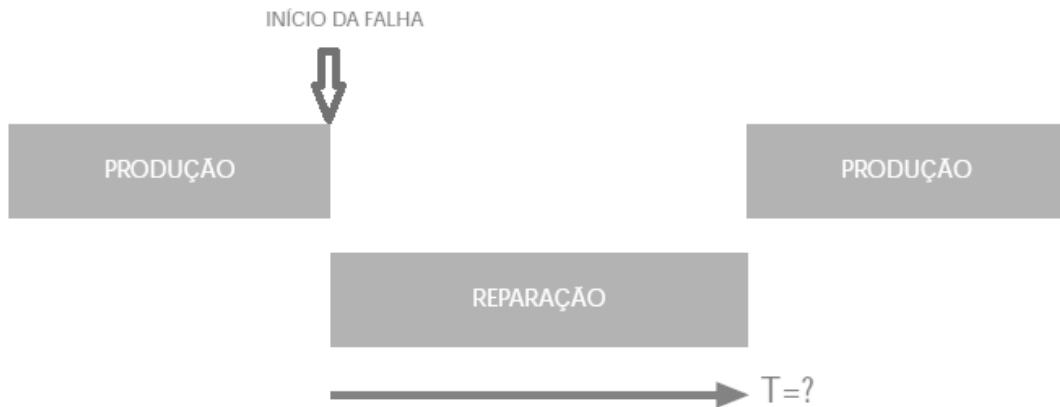 INÍCIO DA FALHA
PRODUÇÃO
PRODUÇÃO
REPARAÇÃO
T=?